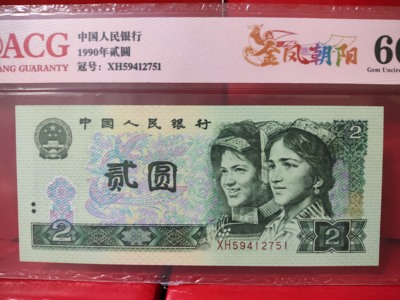 ACG
中国人民银行
1990年贰圆
冠号：XH59412751
NG GUARANTY
金凤朝阳
66
Gem Uncirc
中国人民银行
2
贰圆
XH59412751
2
2